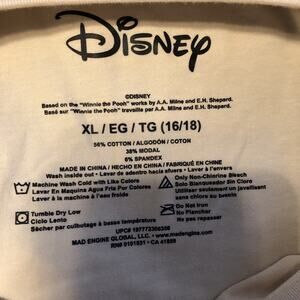 Disney
©DISNEY
Based on the "Winnie the Pooh" works by A.A. Milne and E.H. Shepard.
Basé sur "Winnie the Pooh" travaille par A.A. Milne and E.H. Shepard.
XL / EG / TG (16/18)
56% COTTON / ALGODÓN / COTON
38% MODAL
6% SPANDEX
MADE IN CHINA / HECHO EN CHINA / FABRIQUÉ EN CHINE
Wash inside out / Lavar de dentro hacia afuera / Laver à l'envers
Machine Wash Cold with Like Colors
Lavar En Maquina Agua Fria Por Colores
Laver à la machine à l'eau froide
Only Non-Chlorine Bleach
Solo Blanqueador Sin Cloro
Utiliser seulement un javellisant
sans chlore
Tumble Dry Low
Ciclo Lento
Sécher par culbutage à basse température
Do Not Iron
No Planchar
Ne pas repasser
MAD ENGINE GLOBAL, LLC. www.madengine.com